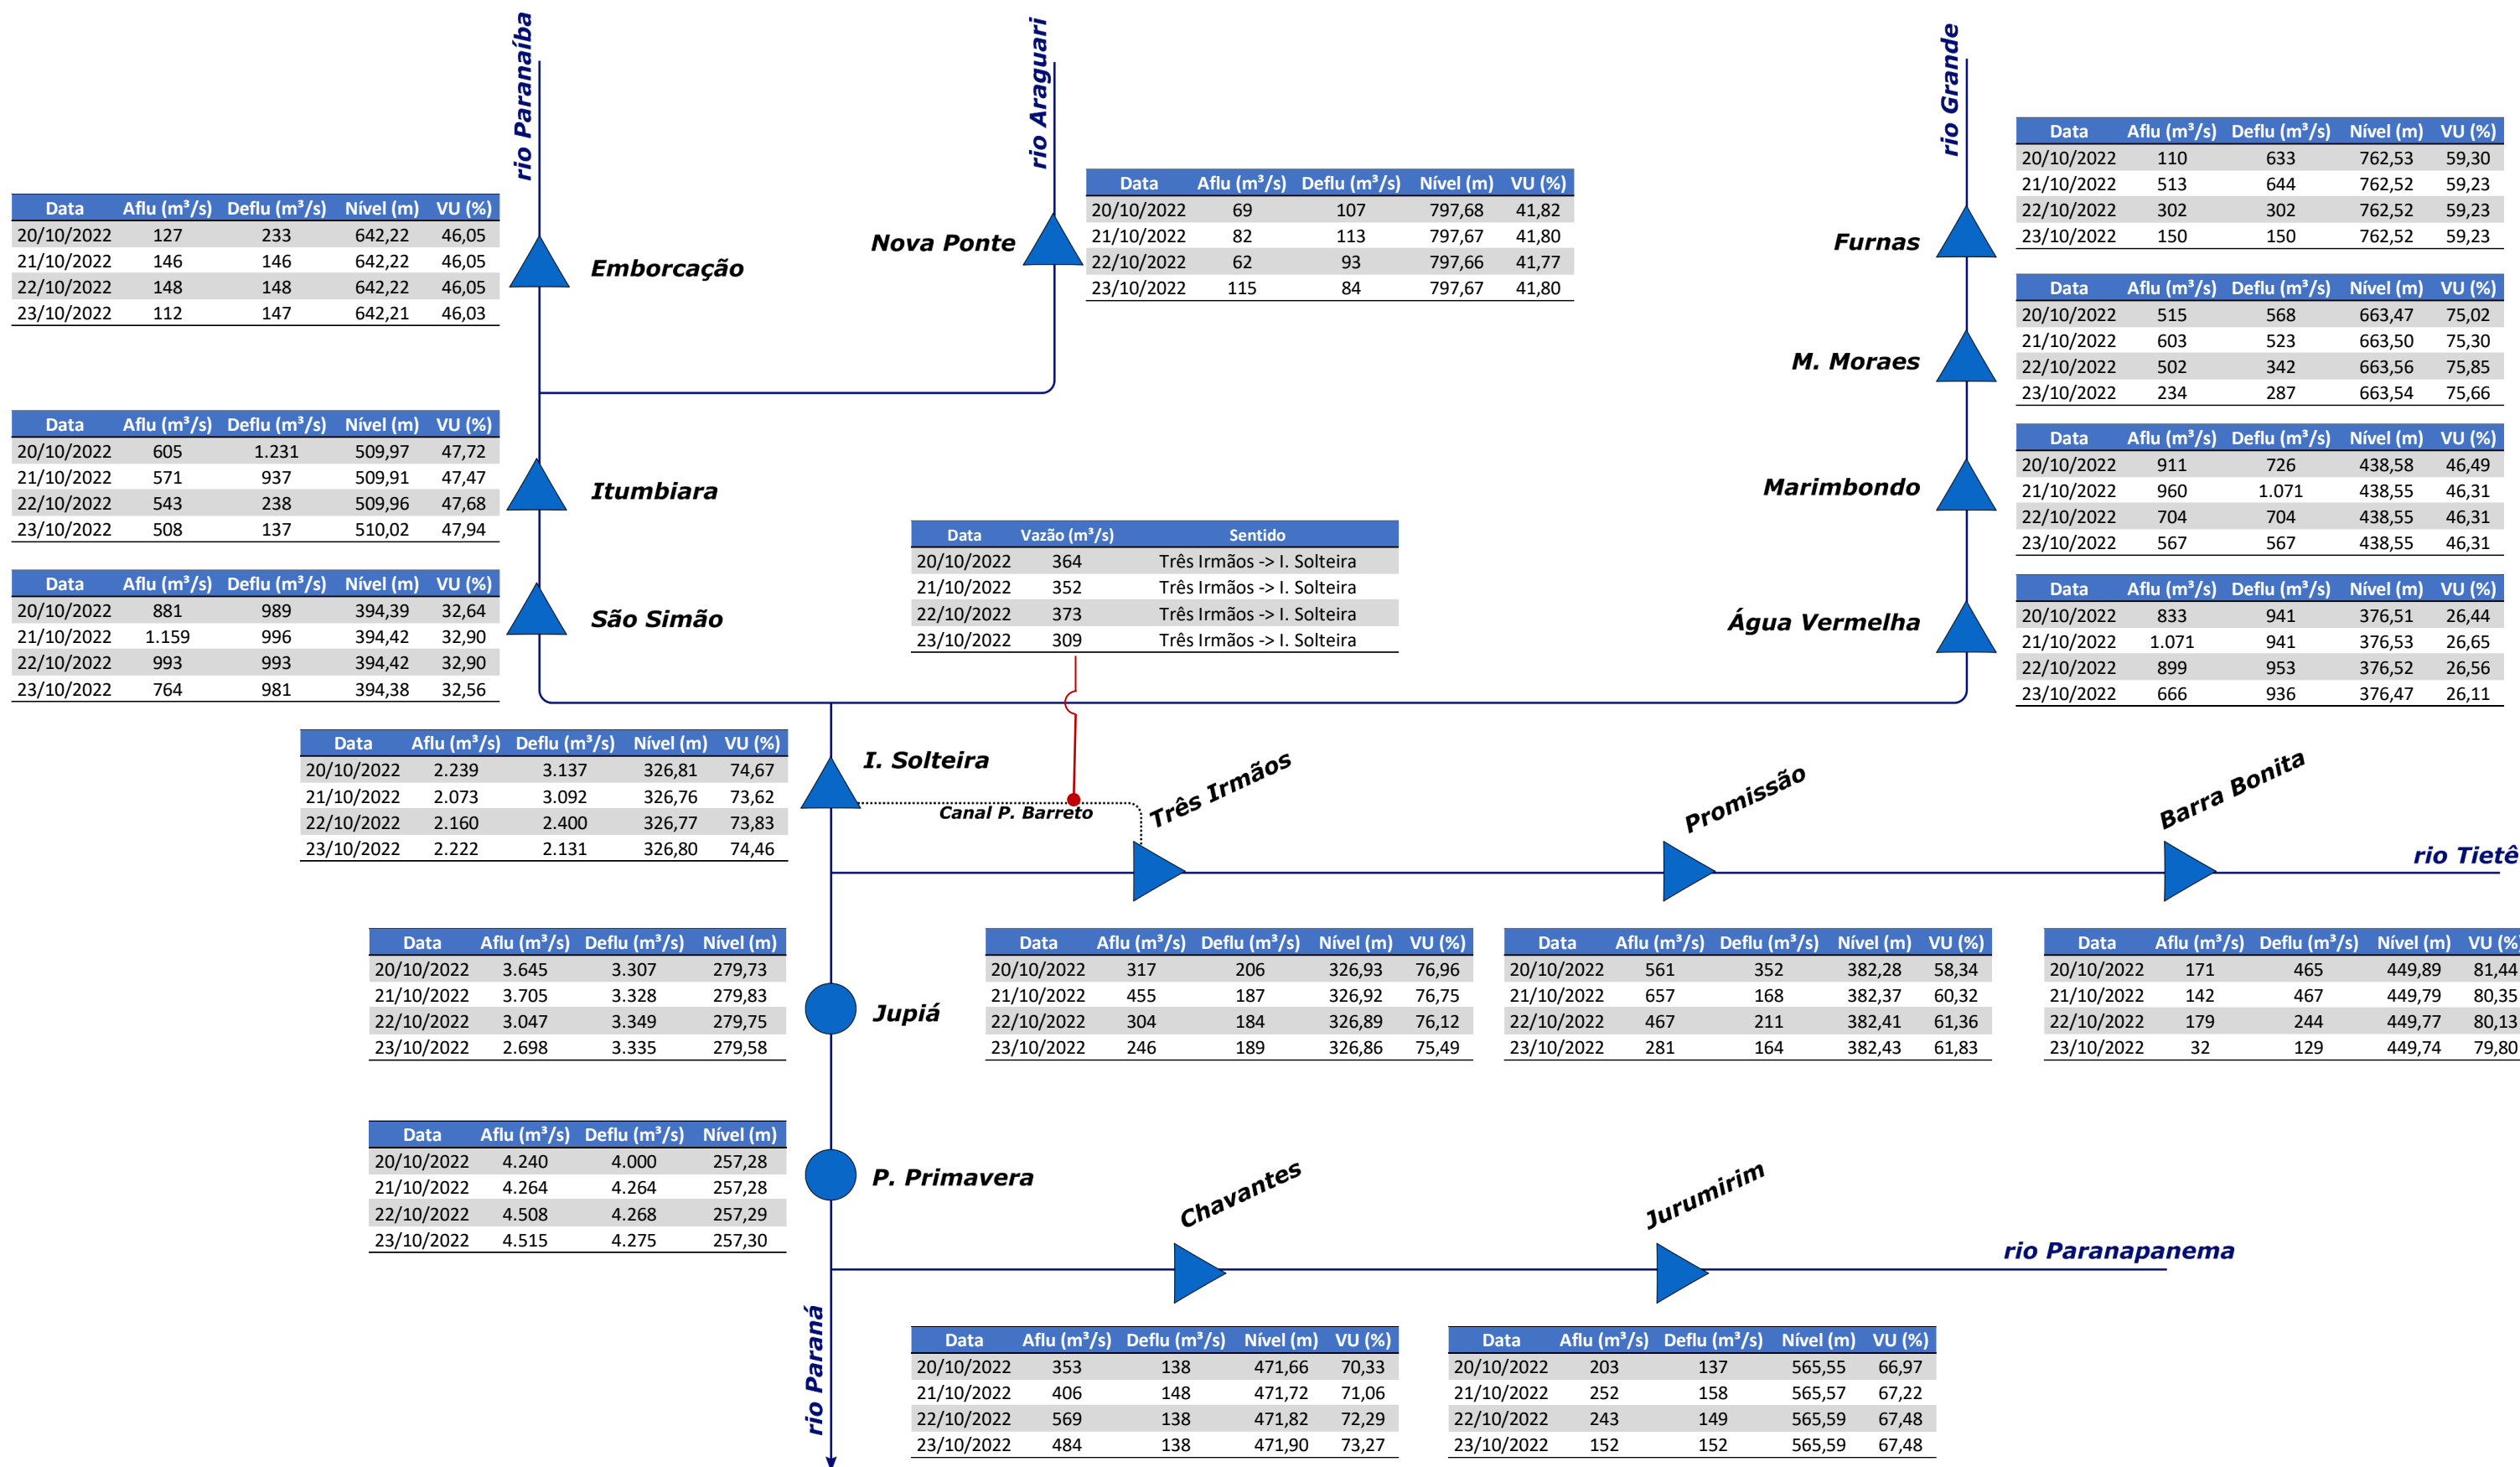 rio Paranaíba
rio Araguari
rio Grande
Data Aflu (m³/s) Deflu (m³/s) Nível (m) VU (%)
20/10/2022 127 233 642,22 46,05
21/10/2022 146 146 642,22 46,05
22/10/2022 148 148 642,22 46,05
23/10/2022 112 147 642,21 46,03
Emborcação
Nova Ponte
Data Aflu (m³/s) Deflu (m³/s) Nível (m) VU (%)
20/10/2022 69 107 797,68 41,82
21/10/2022 82 113 797,67 41,80
22/10/2022 62 93 797,66 41,77
23/10/2022 115 84 797,67 41,80
Furnas
Data Aflu (m³/s) Deflu (m³/s) Nível (m) VU (%)
20/10/2022 110 633 762,53 59,30
21/10/2022 513 644 762,52 59,23
22/10/2022 302 302 762,52 59,23
23/10/2022 150 150 762,52 59,23
M. Moraes
Data Aflu (m³/s) Deflu (m³/s) Nível (m) VU (%)
20/10/2022 515 568 663,47 75,02
21/10/2022 603 523 663,50 75,30
22/10/2022 502 342 663,56 75,85
23/10/2022 234 287 663,54 75,66
Data Aflu (m³/s) Deflu (m³/s) Nível (m) VU (%)
20/10/2022 605 1.231 509,97 47,72
21/10/2022 571 937 509,91 47,47
22/10/2022 543 238 509,96 47,68
23/10/2022 508 137 510,02 47,94
Itumbiara
Marimbondo
Data Aflu (m³/s) Deflu (m³/s) Nível (m) VU (%)
20/10/2022 911 726 438,58 46,49
21/10/2022 960 1.071 438,55 46,31
22/10/2022 704 704 438,55 46,31
23/10/2022 567 567 438,55 46,31
Data Vazão (m³/s) Sentido
20/10/2022 364 Três Irmãos -> I. Solteira
21/10/2022 352 Três Irmãos -> I. Solteira
22/10/2022 373 Três Irmãos -> I. Solteira
23/10/2022 309 Três Irmãos -> I. Solteira
Data Aflu (m³/s) Deflu (m³/s) Nível (m) VU (%)
20/10/2022 881 989 394,39 32,64
21/10/2022 1.159 996 394,42 32,90
22/10/2022 993 993 394,42 32,90
23/10/2022 764 981 394,38 32,56
São Simão
Água Vermelha
Data Aflu (m³/s) Deflu (m³/s) Nível (m) VU (%)
20/10/2022 833 941 376,51 26,44
21/10/2022 1.071 941 376,53 26,65
22/10/2022 899 953 376,52 26,56
23/10/2022 666 936 376,47 26,11
Data Aflu (m³/s) Deflu (m³/s) Nível (m) VU (%)
20/10/2022 2.239 3.137 326,81 74,67
21/10/2022 2.073 3.092 326,76 73,62
22/10/2022 2.160 2.400 326,77 73,83
23/10/2022 2.222 2.131 326,80 74,46
I. Solteira
Canal P. Barreto
Três Irmãos
Promissão
Barra Bonita
rio Tietê
Data Aflu (m³/s) Deflu (m³/s) Nível (m)
20/10/2022 3.645 3.307 279,73
21/10/2022 3.705 3.328 279,83
22/10/2022 3.047 3.349 279,75
23/10/2022 2.698 3.335 279,58
Jupiá
Data Aflu (m³/s) Deflu (m³/s) Nível (m) VU (%)
20/10/2022 317 206 326,93 76,96
21/10/2022 455 187 326,92 76,75
22/10/2022 304 184 326,89 76,12
23/10/2022 246 189 326,86 75,49
Data Aflu (m³/s) Deflu (m³/s) Nível (m) VU (%)
20/10/2022 561 352 382,28 58,34
21/10/2022 657 168 382,37 60,32
22/10/2022 467 211 382,41 61,36
23/10/2022 281 164 382,43 61,83
Data Aflu (m³/s) Deflu (m³/s) Nível (m) VU (%
20/10/2022 171 465 449,89 81,44
21/10/2022 142 467 449,79 80,35
22/10/2022 179 244 449,77 80,13
23/10/2022 32 129 449,74 79,80
Data Aflu (m³/s) Deflu (m³/s) Nível (m)
20/10/2022 4.240 4.000 257,28
21/10/2022 4.264 4.264 257,28
22/10/2022 4.508 4.268 257,29
23/10/2022 4.515 4.275 257,30
P. Primavera
Chavantes
Jurumirim
rio Paranapanema
rio Paraná
Data Aflu (m³/s) Deflu (m³/s) Nível (m) VU (%)
20/10/2022 353 138 471,66 70,33
21/10/2022 406 148 471,72 71,06
22/10/2022 569 138 471,82 72,29
23/10/2022 484 138 471,90 73,27
Data Aflu (m³/s) Deflu (m³/s) Nível (m) VU (%)
20/10/2022 203 137 565,55 66,97
21/10/2022 252 158 565,57 67,22
22/10/2022 243 149 565,59 67,48
23/10/2022 152 152 565,59 67,48